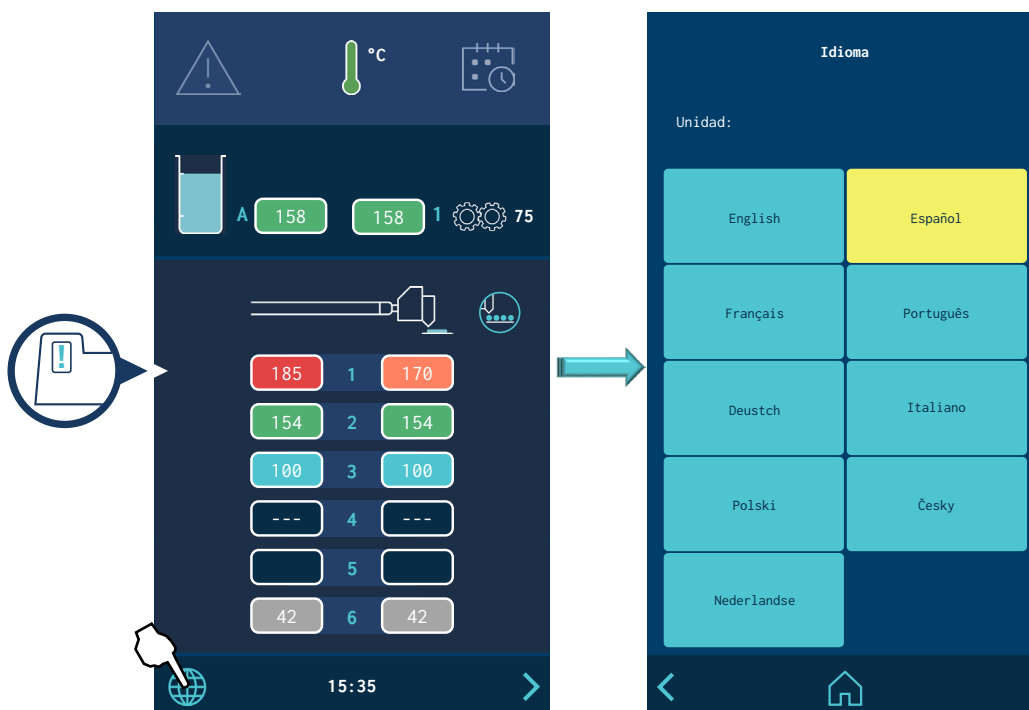 °C
A 158 158 1 75
!
185 1 170
154 2 154
100 3 100
--- 4 ---
5
42 6 42
15:35
Idioma
Unidad:
English Español
Français Português
Deustch Italiano
Polski Česky
Nederlandse